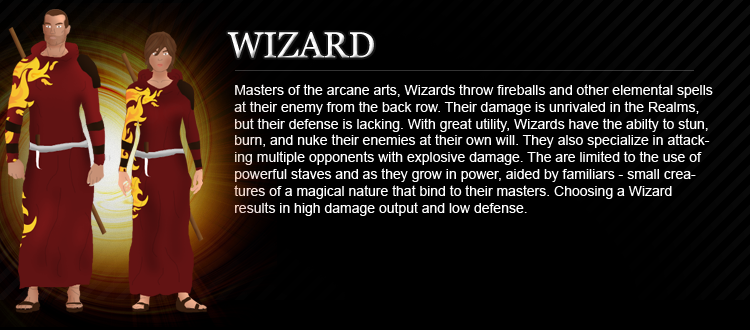 WIZARD
Masters of the arcane arts, Wizards throw fireballs and other elemental spells
at their enemy from the back row. Their damage is unrivaled in the Realms,
but their defense is lacking. With great utility, Wizards have the abilty to stun,
burn, and nuke their enemies at their own will. They also specialize in attack-
ing multiple opponents with explosive damage. The are limited to the use of
powerful staves and as they grow in power, aided by familiars - small crea-
tures of a magical nature that bind to their masters. Choosing a Wizard
results in high damage output and low defense.